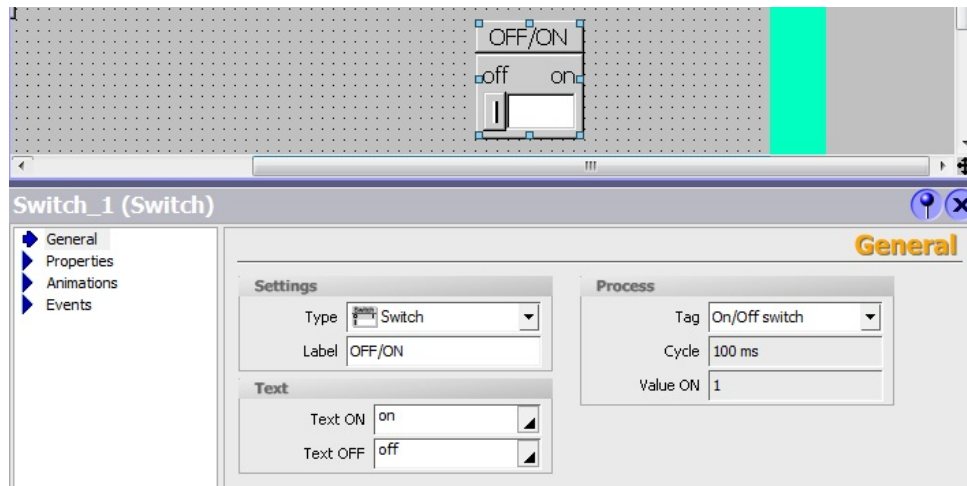 OFF/ON
off on
Switch_1 (Switch)
General
Properties
Animations
Events
General
Settings
Type Switch
Label OFF/ON
Text
Text ON on
Text OFF off
Process
Tag On/Off switch
Cycle 100 ms
Value ON 1